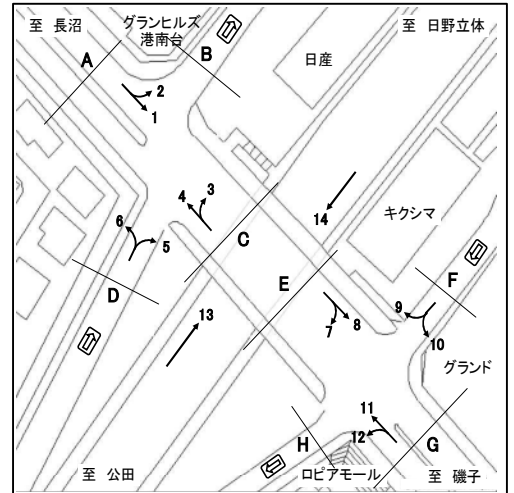 至 長沼
グランヒルズ
港南台
至 日野立体
A
B
日産
2
1
3
4
14
キクシマ
6
5
C
E
D
F
13
9
7
8
10
グランド
11
12
H
G
至 公田
ロピアモール
至 磯子